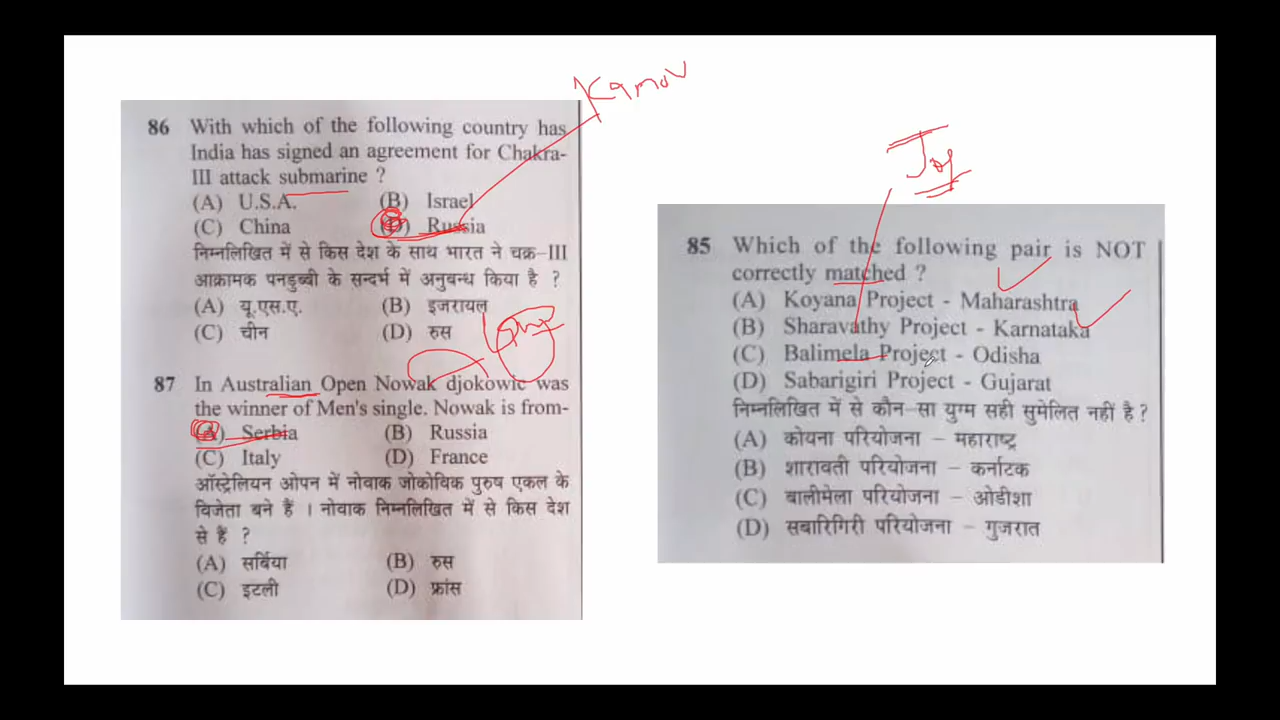 Kamov
86 With which of the following country has
India has signed an agreement for Chakra-
III attack submarine ?
(A) U.S.A. (B) Israel
(C) China (D) Russia
निम्नलिखित में से किस देश के साथ भारत ने चक्र-III
आक्रामक पनडुब्बी के सन्दर्भ में अनुबन्ध किया है ?
(A) यू.एस.ए. (B) इजरायल
(C) चीन (D) रुस
87 In Australian Open Nowak djokowic was
the winner of Men's single. Nowak is from-
(A) Serbia (B) Russia
(C) Italy (D) France
ऑस्ट्रेलियन ओपन में नोवाक जोकोविक पुरुष एकल के
विजेता बने हैं । नोवाक निम्नलिखित में से किस देश
से हैं ?
(A) सर्बिया (B) रुस
(C) इटली (D) फ्रांस
85 Which of the following pair is NOT
correctly matched ?
(A) Koyana Project - Maharashtra
(B) Sharavathy Project - Karnataka
(C) Balimela Project - Odisha
(D) Sabarigiri Project - Gujarat
निम्नलिखित में से कौन-सा युग्म सही सुमेलित नहीं है ?
(A) कोयना परियोजना – महाराष्ट्र
(B) शारावती परियोजना – कर्नाटक
(C) बालीमेला परियोजना – ओडीशा
(D) सबारिगिरी परियोजना – गुजरात